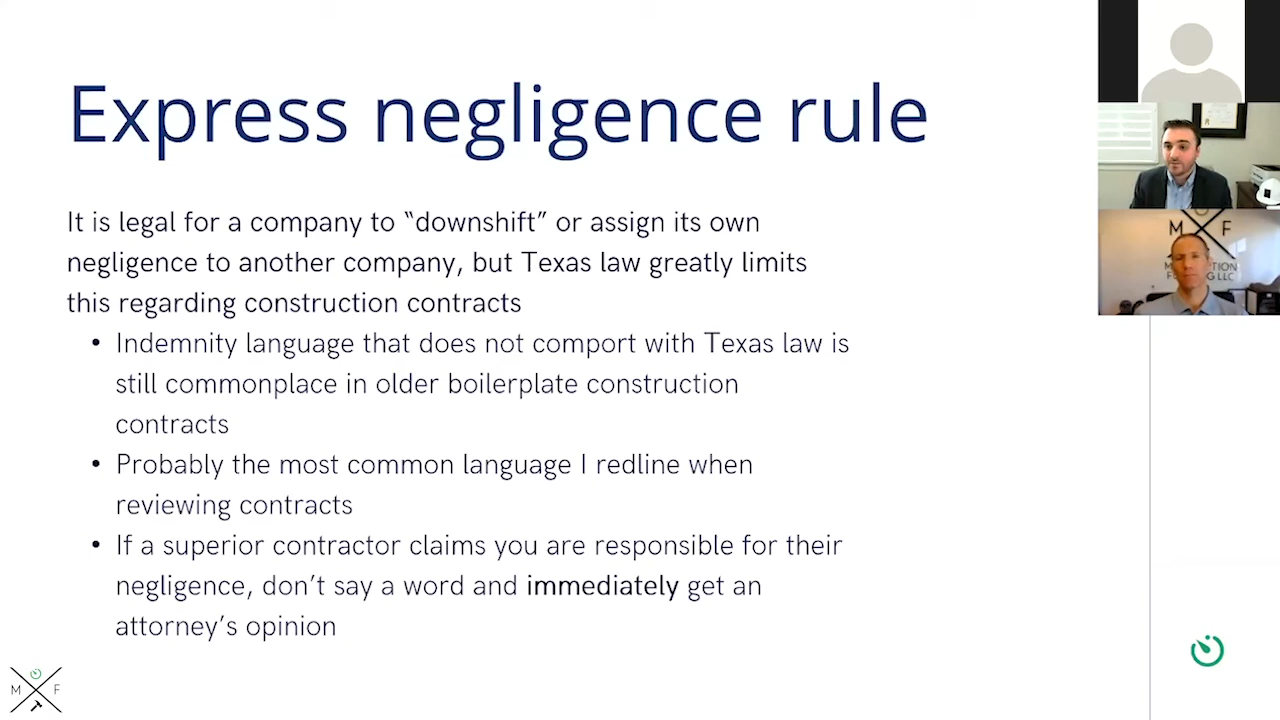 Express negligence rule
It is legal for a company to “downshift” or assign its own
negligence to another company, but Texas law greatly limits
this regarding construction contracts
• Indemnity language that does not comport with Texas law is
still commonplace in older boilerplate construction
contracts
• Probably the most common language I redline when
reviewing contracts
• If a superior contractor claims you are responsible for their
negligence, don’t say a word and immediately get an
attorney’s opinion
M F
M F